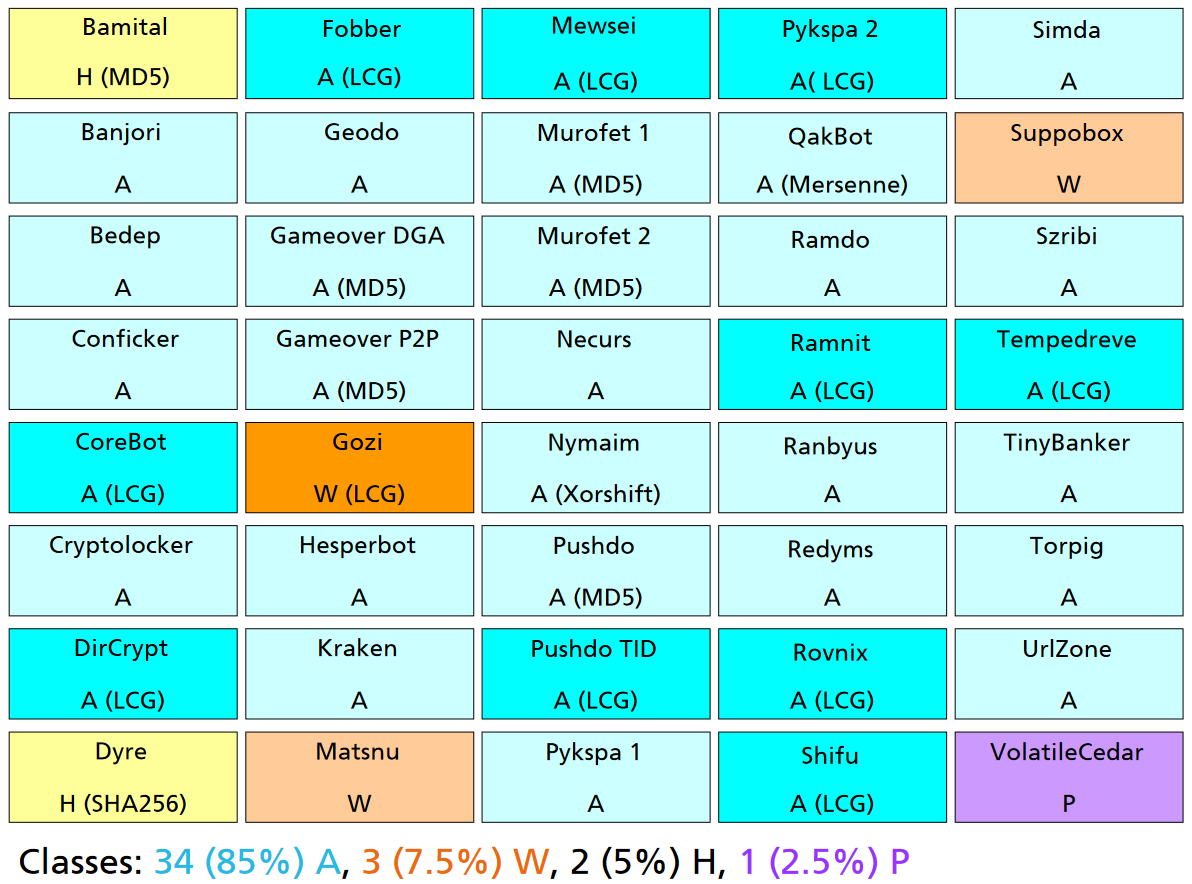 Bamital
H (MD5)
Fobber
A (LCG)
Mewsei
A (LCG)
Pykspa 2
A( LCG)
Simda
A
Banjori
A
Geodo
A
Murofet 1
A (MD5)
QakBot
A (Mersenne)
Suppobox
W
Bedep
A
Gameover DGA
A (MD5)
Murofet 2
A (MD5)
Ramdo
A
Szribi
A
Conficker
A
Gameover P2P
A (MD5)
Necurs
A
Ramnit
A (LCG)
Tempedreve
A (LCG)
CoreBot
A (LCG)
Gozi
W (LCG)
Nymaim
A (Xorshift)
Ranbyus
A
TinyBanker
A
Cryptolocker
A
Hesperbot
A
Pushdo
A (MD5)
Redyms
A
Torpig
A
DirCrypt
A (LCG)
Kraken
A
Pushdo TID
A (LCG)
Rovnix
A (LCG)
UrlZone
A
Dyre
H (SHA256)
Matsnu
W
Pykspa 1
A
Shifu
A (LCG)
VolatileCedar
P
Classes: 34 (85%) A, 3 (7.5%) W, 2 (5%) H, 1 (2.5%) P